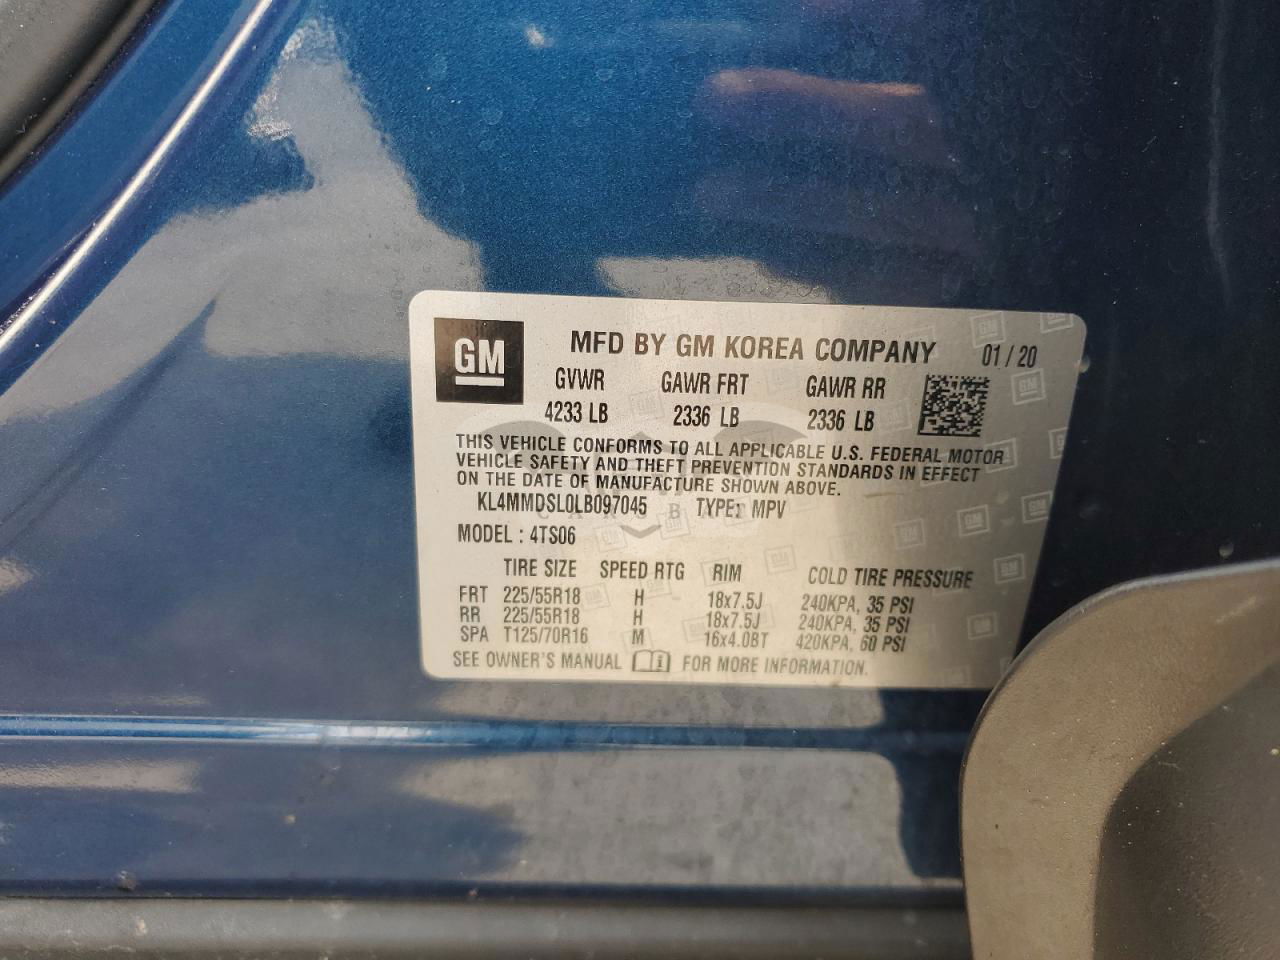 GM
MFD BY GM KOREA COMPANY 01 / 20
GVWR GAWR FRT GAWR RR
4233 LB 2336 LB 2336 LB
THIS VEHICLE CONFORMS TO ALL APPLICABLE U.S. FEDERAL MOTOR
VEHICLE SAFETY AND THEFT PREVENTION STANDARDS IN EFFECT
ON THE DATE OF MANUFACTURE SHOWN ABOVE.
KL4MMDSL0LB097045 TYPE: MPV
MODEL : 4TS06
TIRE SIZE SPEED RTG RIM COLD TIRE PRESSURE
FRT 225/55R18 H 18x7.5J 240KPA, 35 PSI
RR 225/55R18 H 18x7.5J 240KPA, 35 PSI
SPA T125/70R16 M 16x4.0BT 420KPA, 60 PSI
SEE OWNER'S MANUAL FOR MORE INFORMATION.